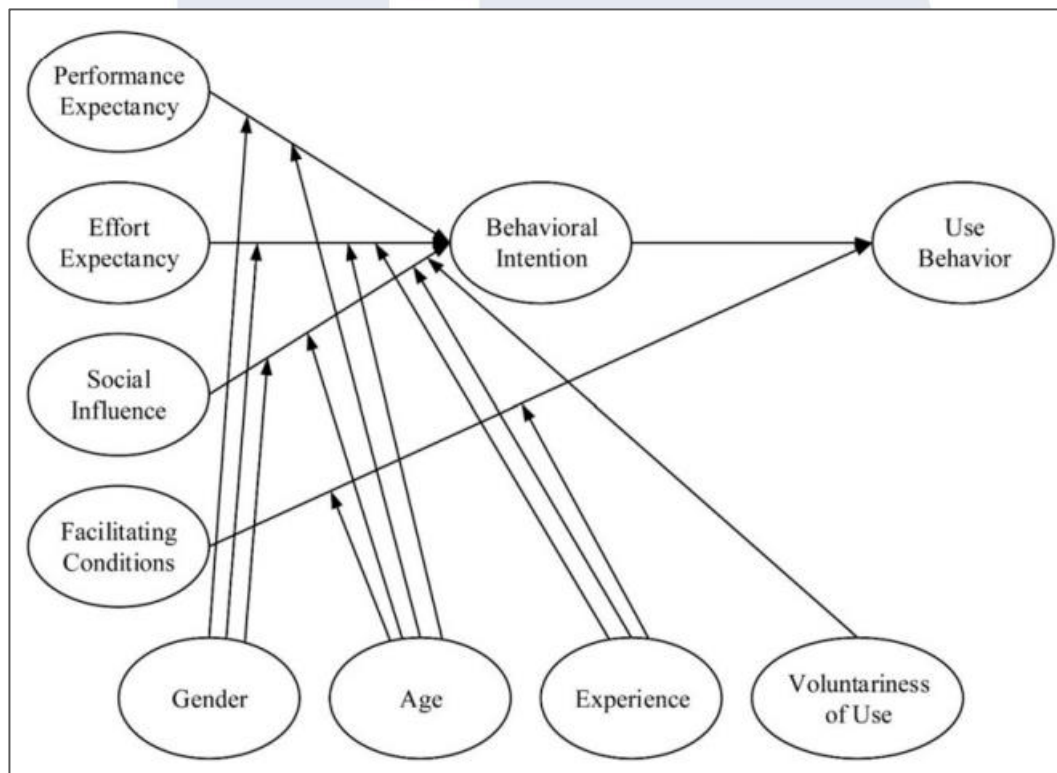 Performance
Expectancy
Effort
Expectancy
Behavioral
Intention
Use
Behavior
Social
Influence
Facilitating
Conditions
Gender
Age
Experience
Voluntariness
of Use